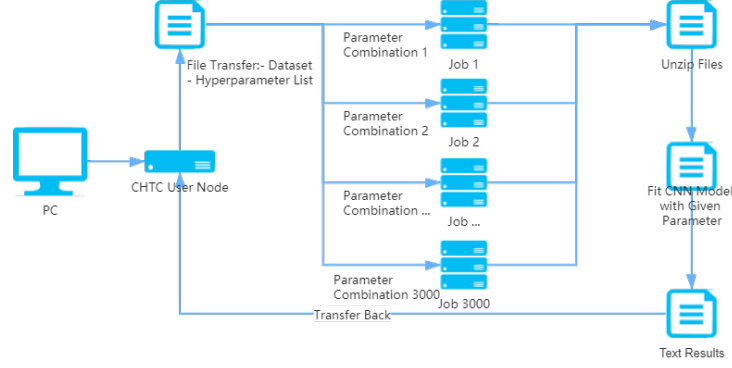 Parameter
Combination 1
Job 1
Unzip Files
File Transfer:- Dataset
- Hyperparameter List
Parameter
Combination 2
Job 2
PC
CHTC User Node
Parameter
Combination ...
Job ...
Fit CNN Model
with Given
Parameter
Parameter
Combination 3000
Job 3000
Transfer Back
Text Results